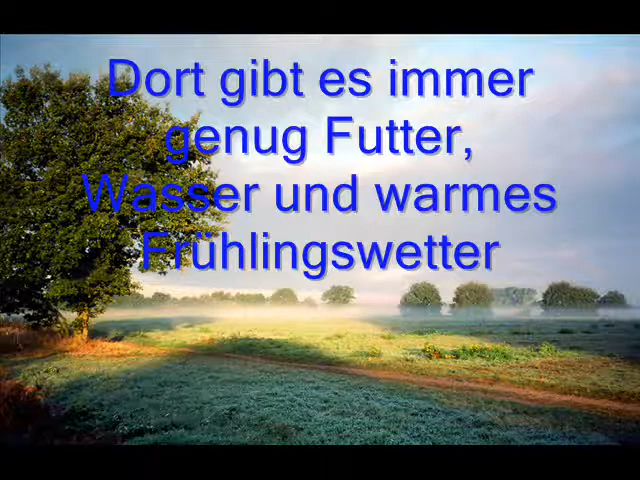 Dort gibt es immer
genug Futter,
Wasser und warmes
Frühlingswetter